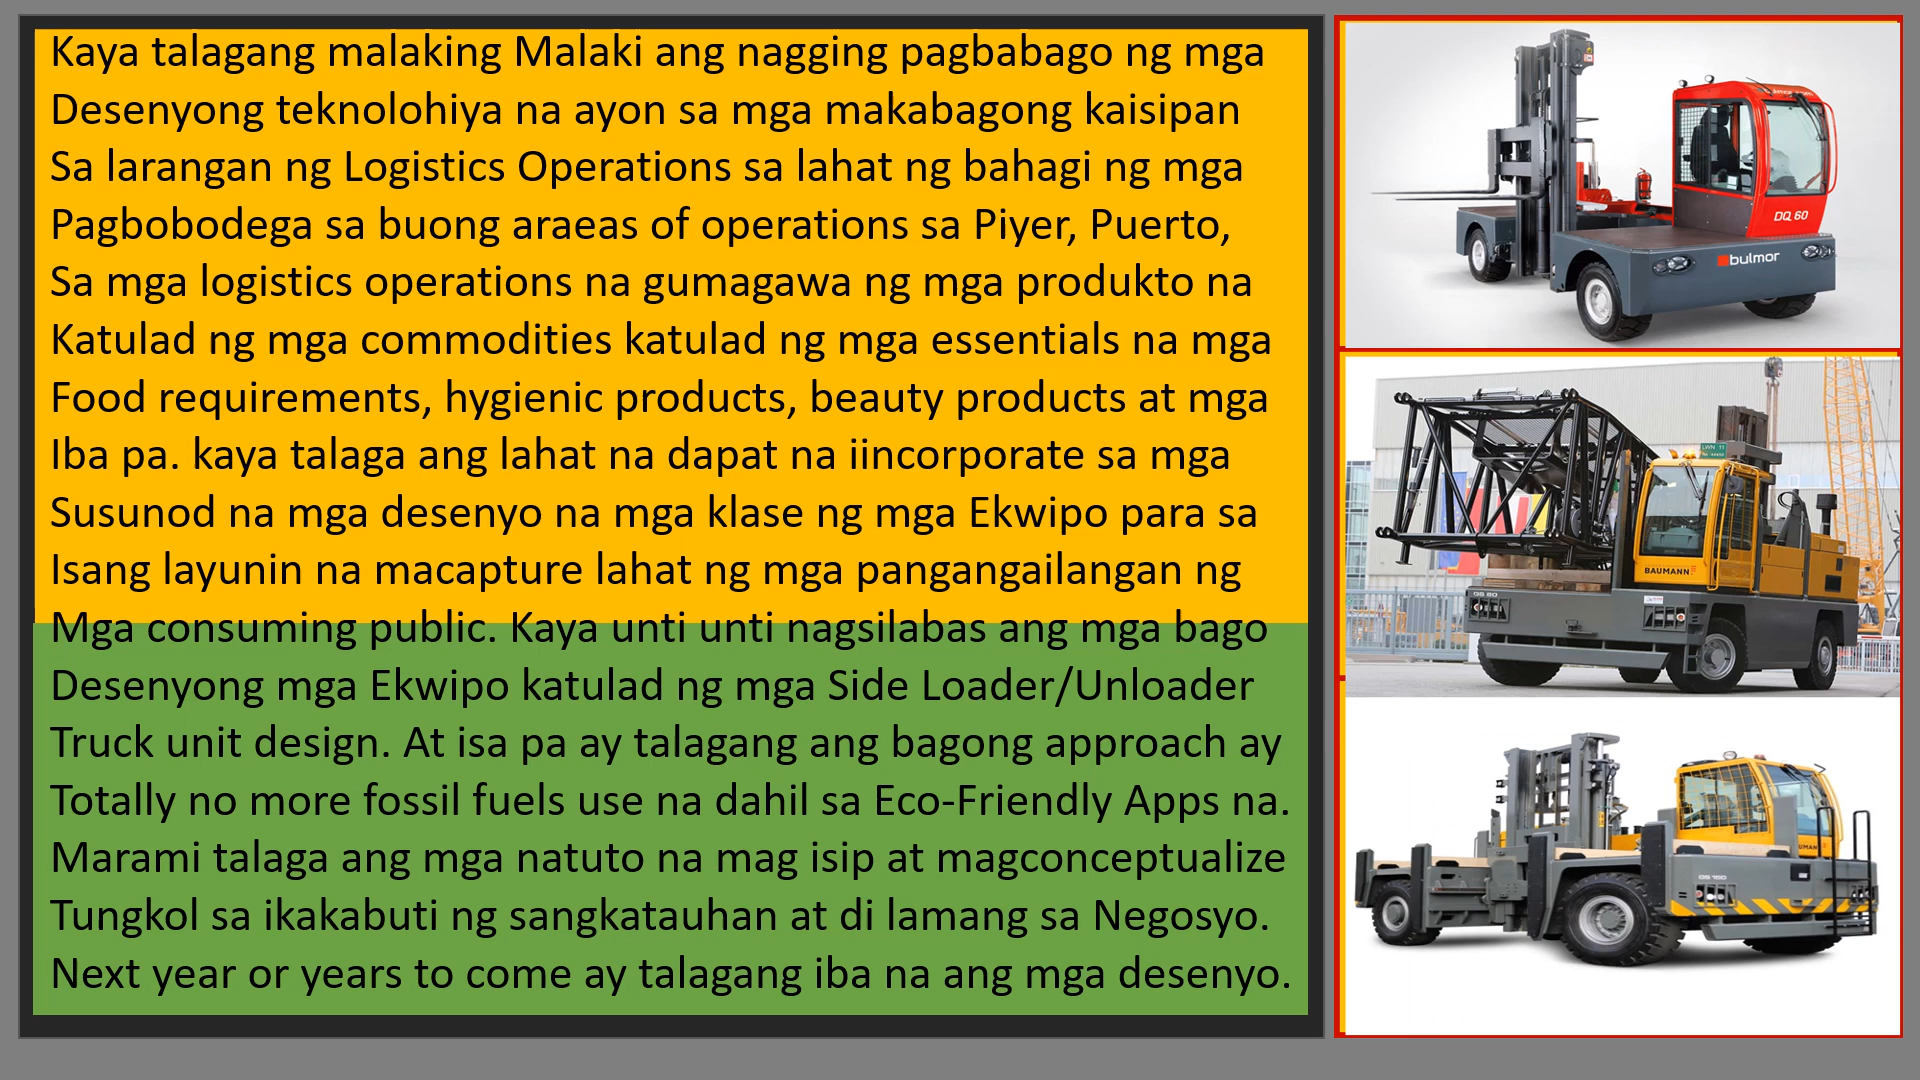 Kaya talagang malaking Malaki ang nagging pagbabago ng mga
Desenyong teknolohiya na ayon sa mga makabagong kaisipan
Sa larangan ng Logistics Operations sa lahat ng bahagi ng mga
Pagbobodega sa buong araeas of operations sa Piyer, Puerto,
Sa mga logistics operations na gumagawa ng mga produkto na
Katulad ng mga commodities katulad ng mga essentials na mga
Food requirements, hygienic products, beauty products at mga
Iba pa. kaya talaga ang lahat na dapat na iincorporate sa mga
Susunod na mga desenyo na mga klase ng mga Ekwipo para sa
Isang layunin na macapture lahat ng mga pangangailangan ng
Mga consuming public. Kaya unti unti nagsilabas ang mga bago
Desenyong mga Ekwipo katulad ng mga Side Loader/Unloader
Truck unit design. At isa pa ay talagang ang bagong approach ay
Totally no more fossil fuels use na dahil sa Eco-Friendly Apps na.
Marami talaga ang mga natuto na mag isip at magconceptualize
Tungkol sa ikakabuti ng sangkatauhan at di lamang sa Negosyo.
Next year or years to come ay talagang iba na ang mga desenyo.
DQ 60
bulmor
BAUMANN
GS 80